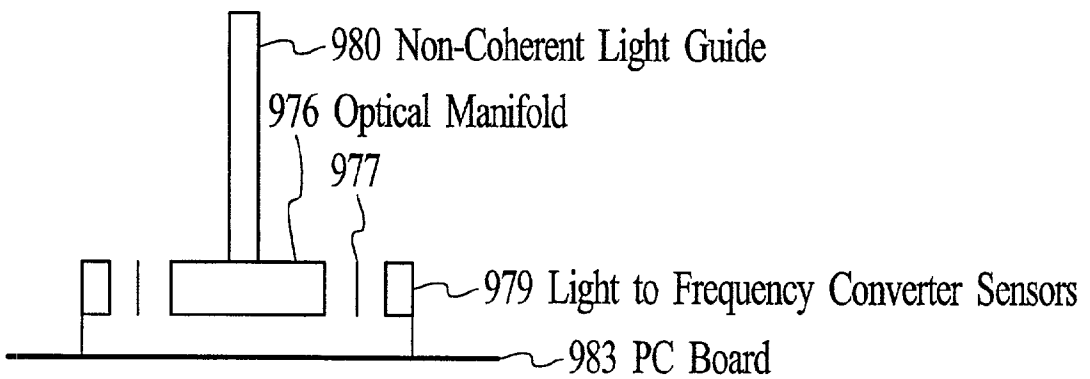 980 Non-Coherent Light Guide
976 Optical Manifold
977
979 Light to Frequency Converter Sensors
983 PC Board